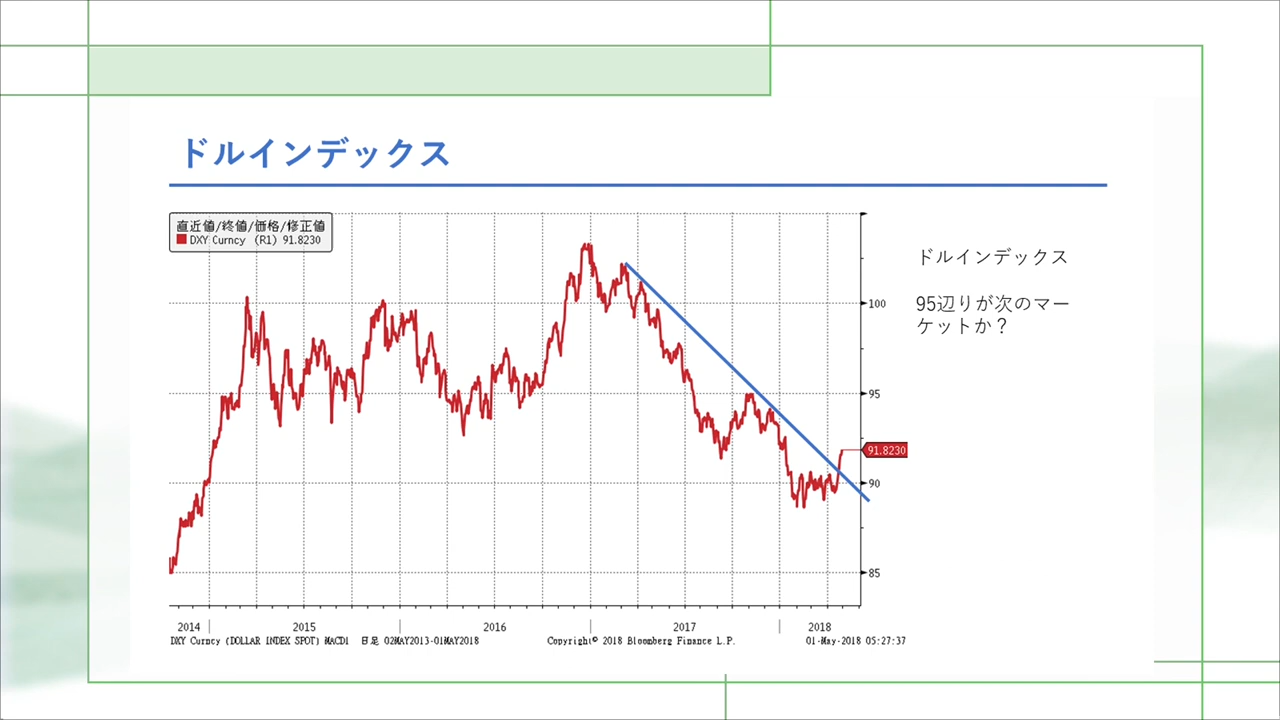 ドルインデックス
直近値/終値/価格/修正値
DXY Curncy (R1) 91.8230
ドルインデックス
95辺りが次のマー
ケットか？
100
95
91.8230
90
85
2014 2015 2016 2017 2018
DXY Curncy (DOLLAR INDEX SPOT) MACD1 日足 02MAY2013-01MAY2018 Copyright© 2018 Bloomberg Finance L.P. 01-May-2018 05:27:37